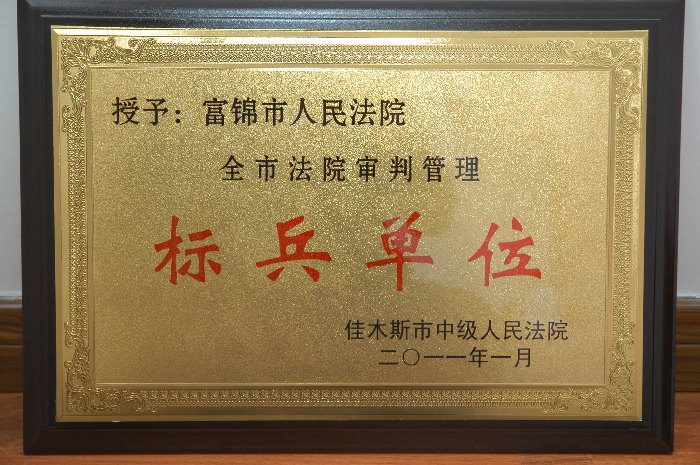 授予：富锦市人民法院
全市法院审判管理
标兵单位
佳木斯市中级人民法院
二〇一一年一月